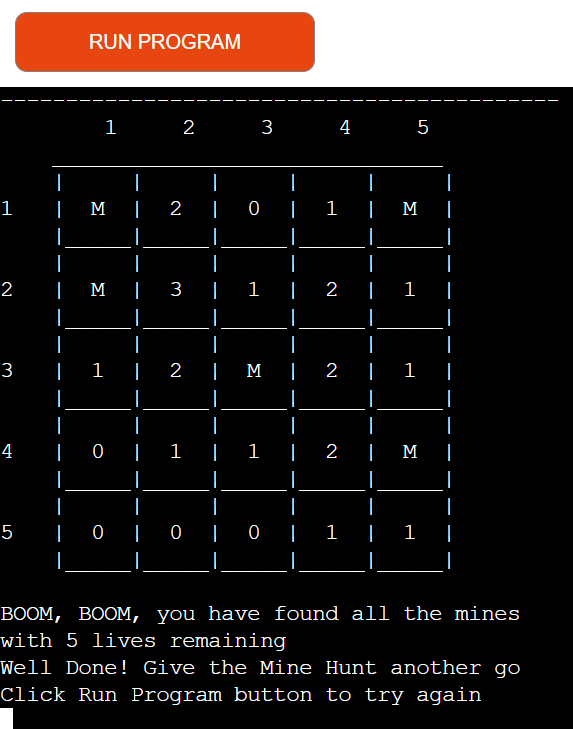 RUN PROGRAM
-------------------------------------------
1 2 3 4 5
1 | M | 2 | 0 | 1 | M |
2 | M | 3 | 1 | 2 | 1 |
3 | 1 | 2 | M | 2 | 1 |
4 | 0 | 1 | 1 | 2 | M |
5 | 0 | 0 | 0 | 1 | 1 |
BOOM, BOOM, you have found all the mines
with 5 lives remaining
Well Done! Give the Mine Hunt another go
Click Run Program button to try again